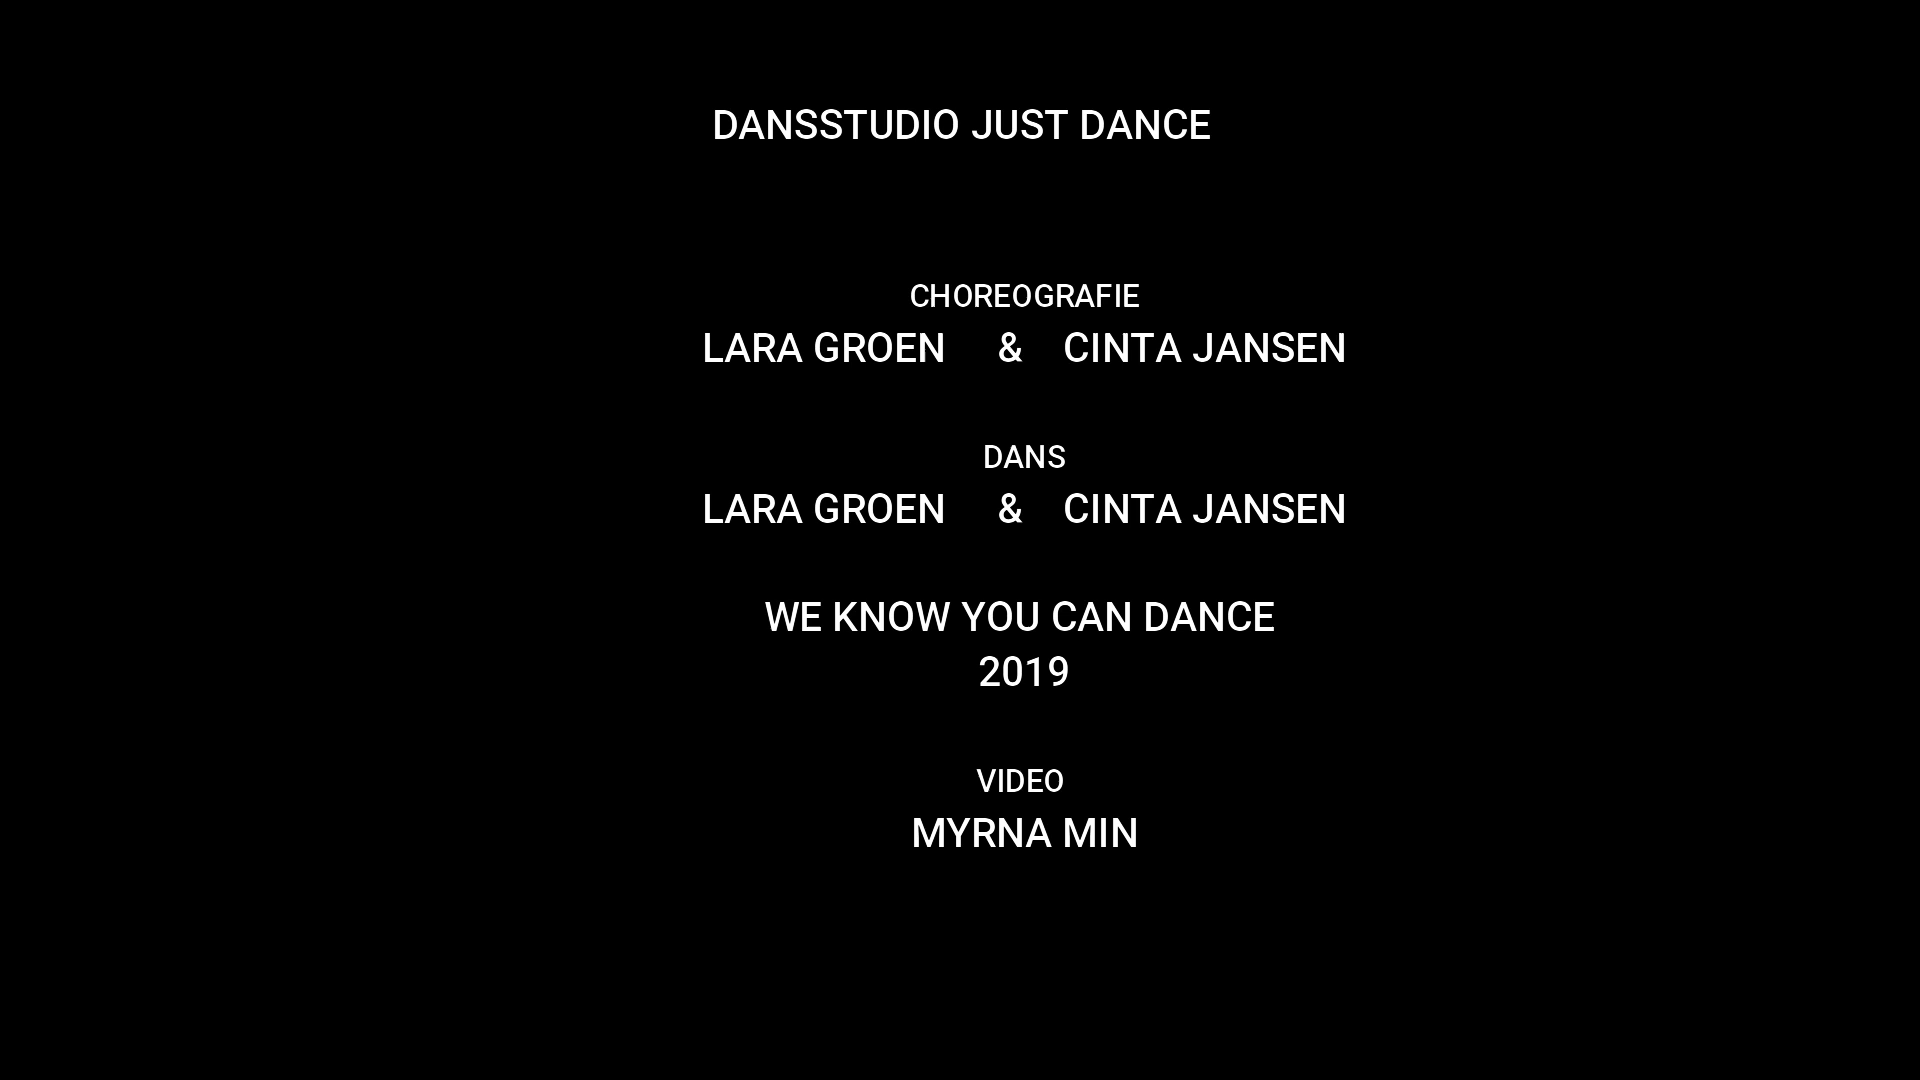 DANSSTUDIO JUST DANCE
CHOREOGRAFIE
LARA GROEN & CINTA JANSEN
DANS
LARA GROEN & CINTA JANSEN
WE KNOW YOU CAN DANCE
2019
VIDEO
MYRNA MIN